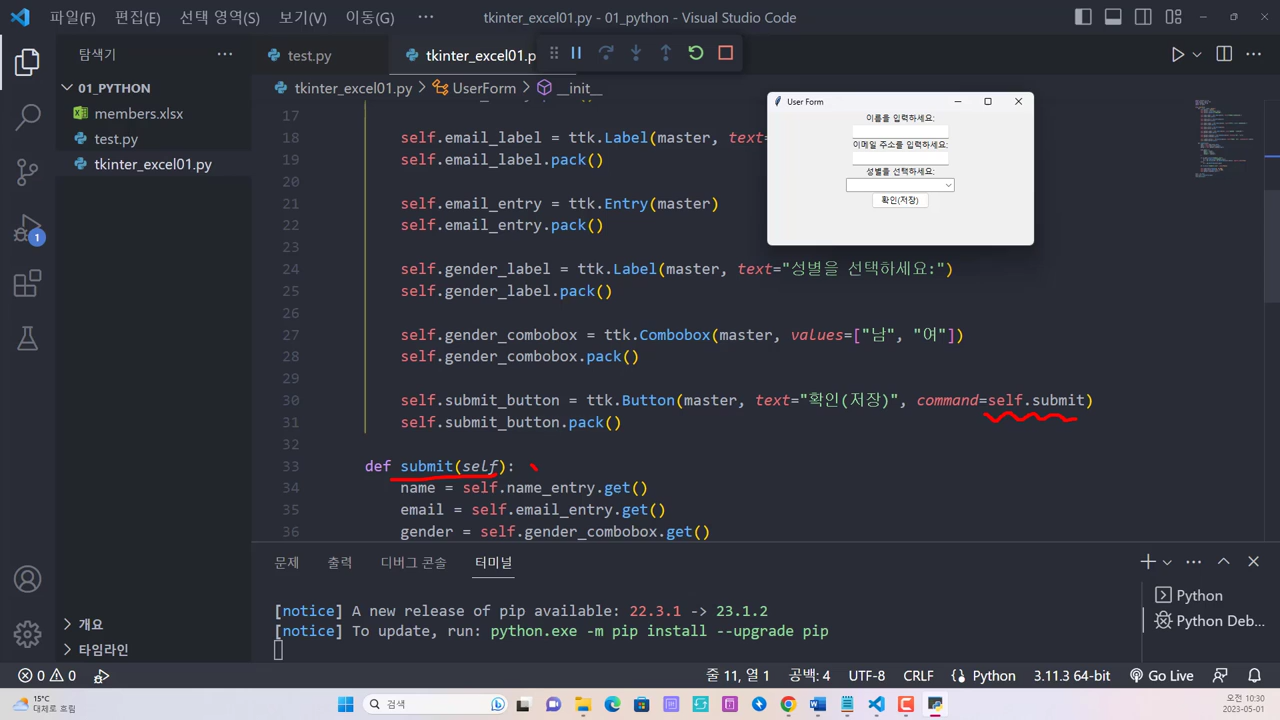 파일(F) 편집(E) 선택 영역(S) 보기(V) 이동(G) ··· tkinter_excel01.py - 01_python - Visual Studio Code
탐색기 ···
test.py tkinter_excel01.p
01_PYTHON
members.xlsx
test.py
tkinter_excel01.py
tkinter_excel01.py > UserForm > __init__
User Form
이름을 입력하세요:
이메일 주소를 입력하세요:
성별을 선택하세요:
확인(저장)
17
18 self.email_label = ttk.Label(master, text=
19 self.email_label.pack()
20
21 self.email_entry = ttk.Entry(master)
22 self.email_entry.pack()
23
24 self.gender_label = ttk.Label(master, text="성별을 선택하세요:")
25 self.gender_label.pack()
26
27 self.gender_combobox = ttk.Combobox(master, values=["남", "여"])
28 self.gender_combobox.pack()
29
30 self.submit_button = ttk.Button(master, text="확인(저장)", command=self.submit)
31 self.submit_button.pack()
32
33 def submit(self):
34 name = self.name_entry.get()
35 email = self.email_entry.get()
36 gender = self.gender_combobox.get()
1
문제 출력 디버그 콘솔 터미널
[notice] A new release of pip available: 22.3.1 -> 23.1.2
[notice] To update, run: python.exe -m pip install --upgrade pip
Python
Python Deb...
개요
타임라인
0 0 줄 11, 열 1 공백: 4 UTF-8 CRLF Python 3.11.3 64-bit Go Live
15°C
대체로 흐림
검색
오전 10:30
2023-05-01